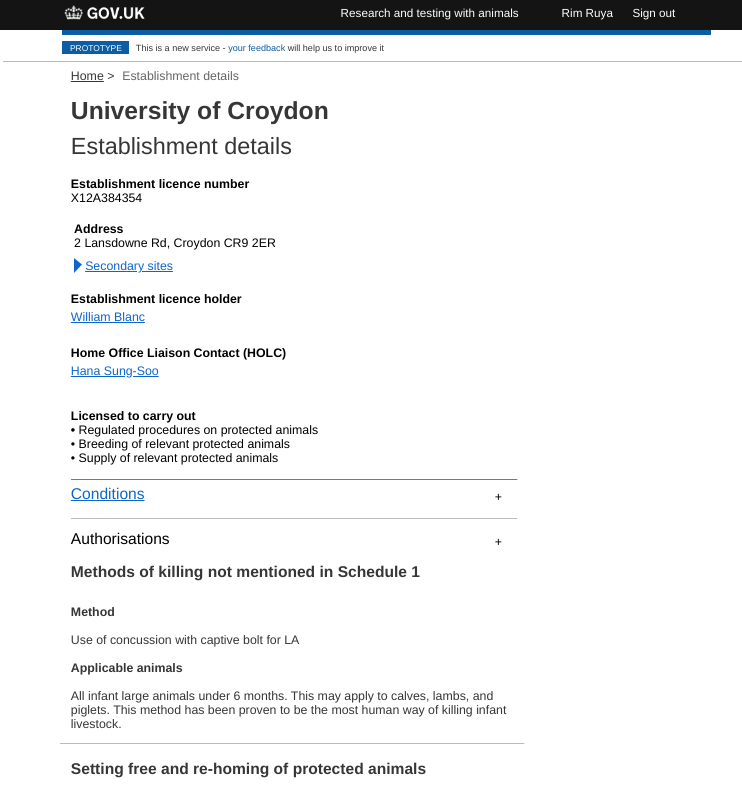 GOV.UK Research and testing with animals Rim Ruya Sign out
PROTOTYPE This is a new service - your feedback will help us to improve it
Home > Establishment details
University of Croydon
Establishment details
Establishment licence number
X12A384354
Address
2 Lansdowne Rd, Croydon CR9 2ER
Secondary sites
Establishment licence holder
William Blanc
Home Office Liaison Contact (HOLC)
Hana Sung-Soo
Licensed to carry out
• Regulated procedures on protected animals
• Breeding of relevant protected animals
• Supply of relevant protected animals
Conditions +
Authorisations +
Methods of killing not mentioned in Schedule 1
Method
Use of concussion with captive bolt for LA
Applicable animals
All infant large animals under 6 months. This may apply to calves, lambs, and
piglets. This method has been proven to be the most human way of killing infant
livestock.
Setting free and re-homing of protected animals